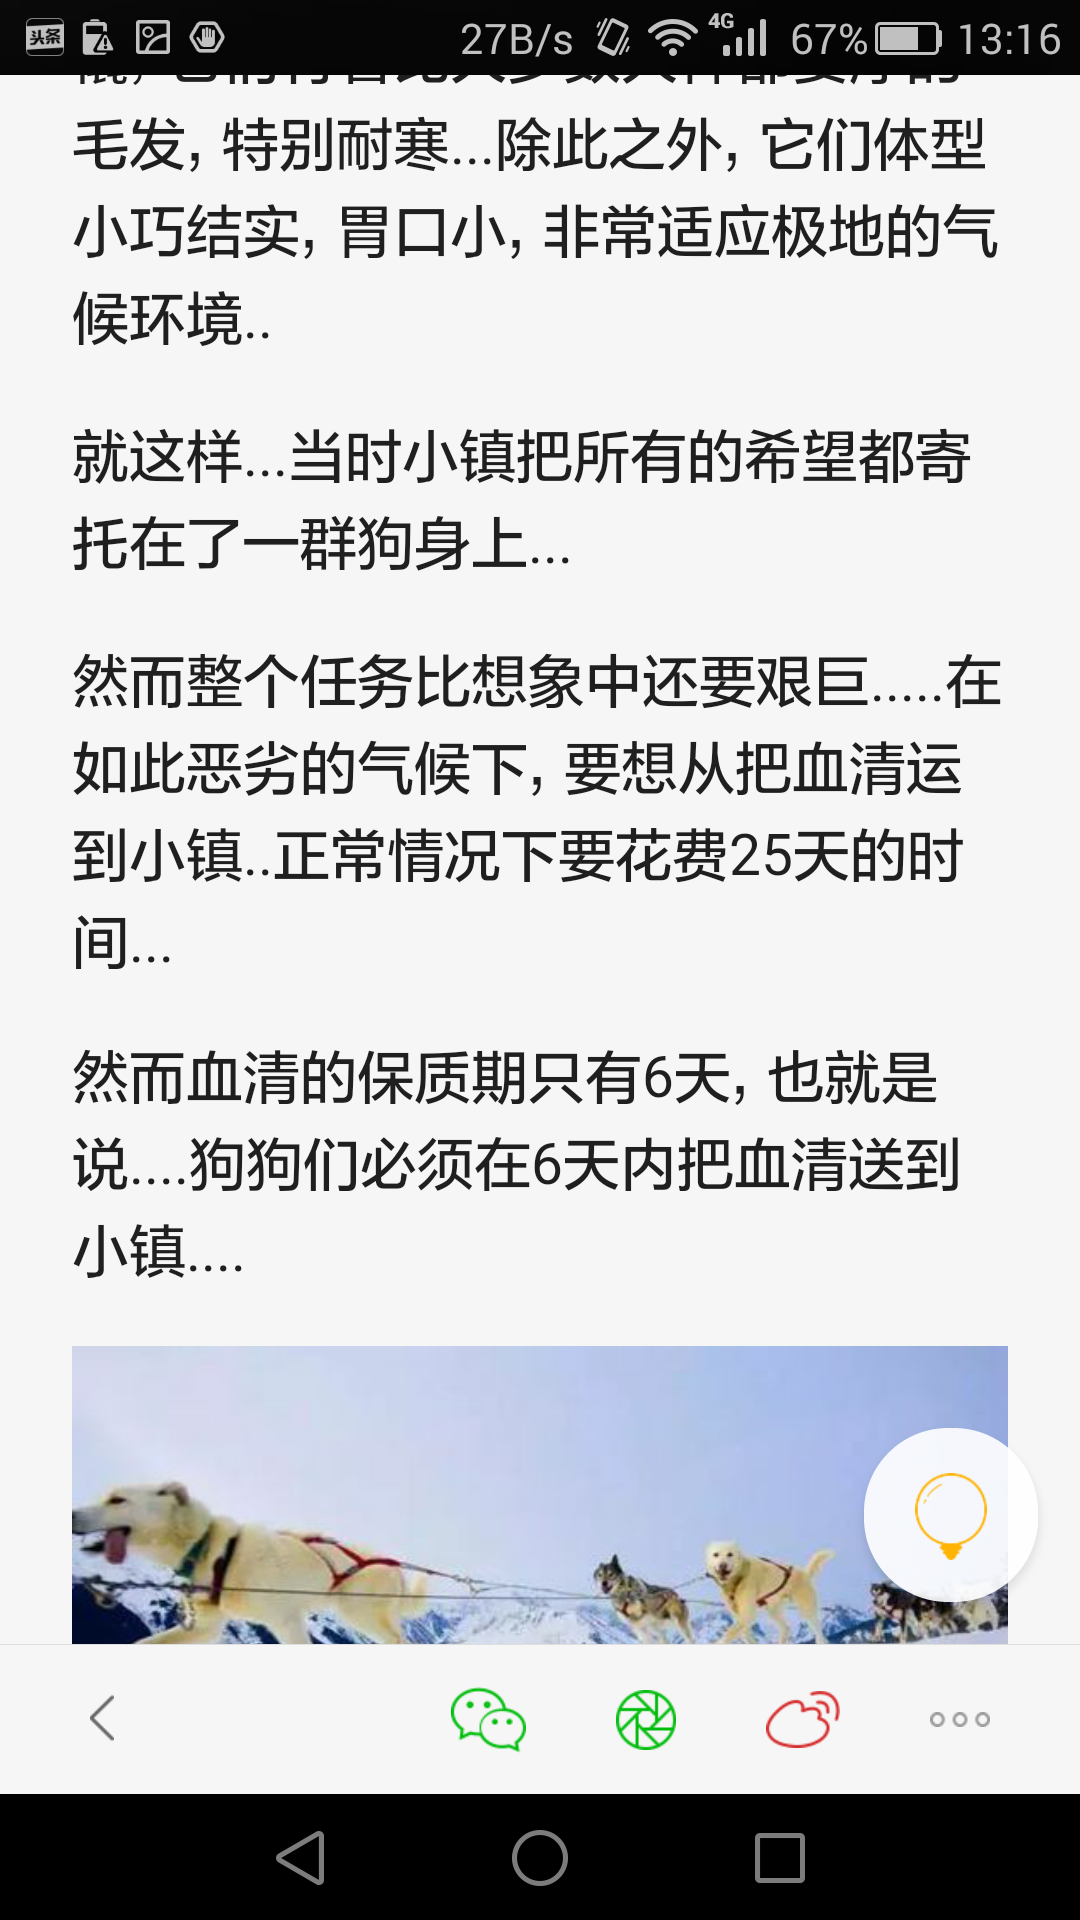 头条
27B/s
4G
67%
13:16
毛发, 特别耐寒...除此之外, 它们体型
小巧结实, 胃口小, 非常适应极地的气
候环境..
就这样...当时小镇把所有的希望都寄
托在了一群狗身上...
然而整个任务比想象中还要艰巨.....在
如此恶劣的气候下, 要想从把血清运
到小镇..正常情况下要花费25天的时
间...
然而血清的保质期只有6天, 也就是
说....狗狗们必须在6天内把血清送到
小镇....